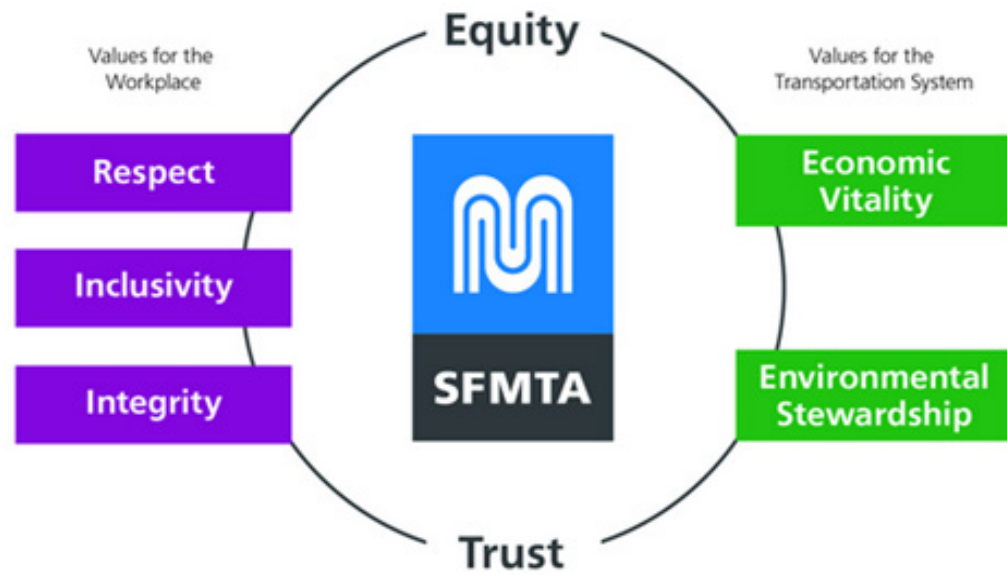 Equity
Values for the
Workplace
Respect
Inclusivity
Integrity
SFMTA
Values for the
Transportation System
Economic
Vitality
Environmental
Stewardship
Trust